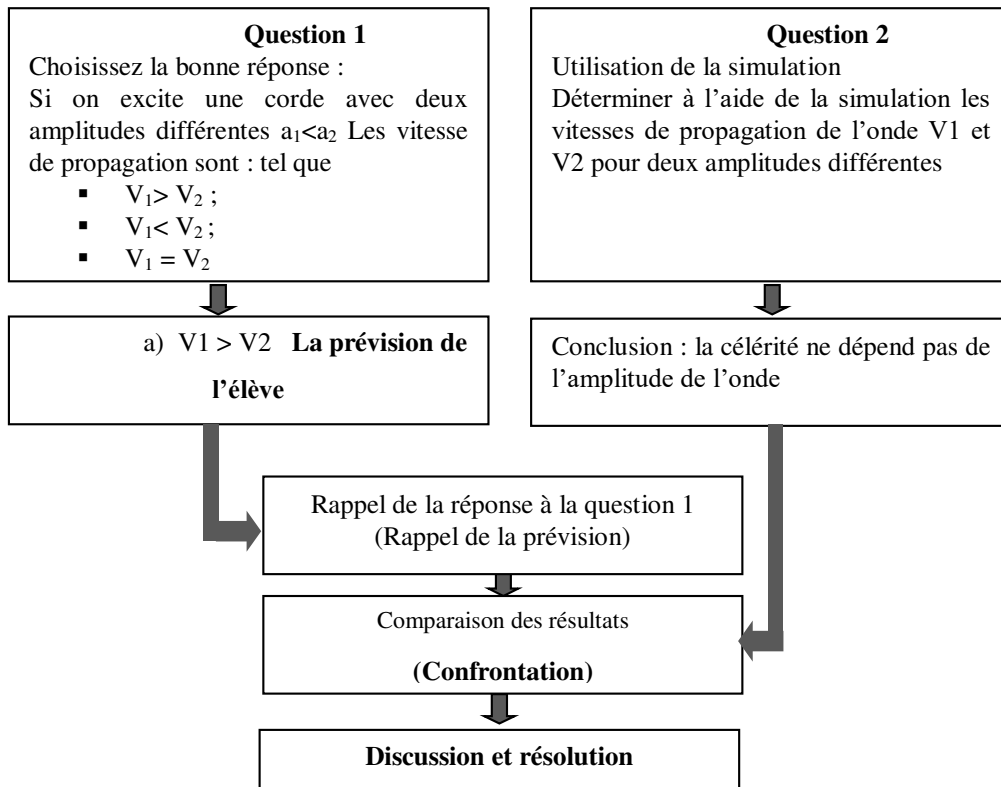 Question 1
Choisissez la bonne réponse :
Si on excite une corde avec deux
amplitudes différentes a₁<a₂ Les vitesse
de propagation sont : tel que
▪ V₁> V₂ ;
▪ V₁< V₂ ;
▪ V₁ = V₂
Question 2
Utilisation de la simulation
Déterminer à l’aide de la simulation les
vitesses de propagation de l’onde V1 et
V2 pour deux amplitudes différentes
a) V1 > V2 La prévision de
l’élève
Conclusion : la célérité ne dépend pas de
l’amplitude de l’onde
Rappel de la réponse à la question 1
(Rappel de la prévision)
Comparaison des résultats
(Confrontation)
Discussion et résolution